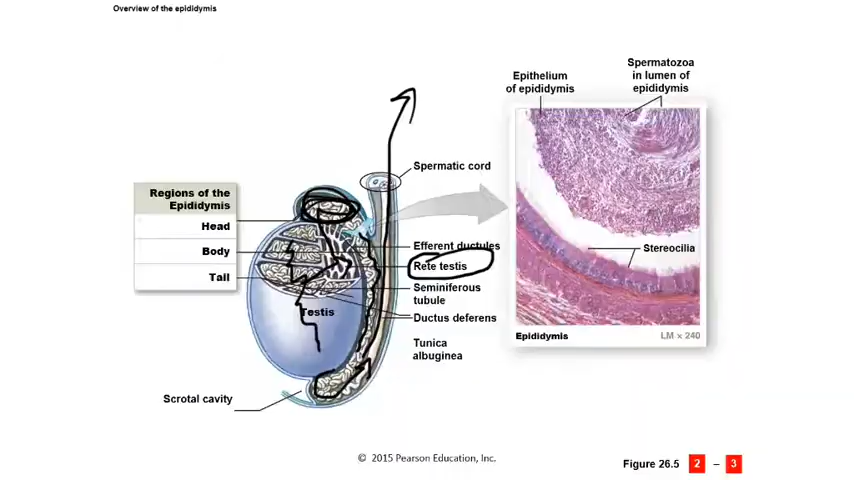 Overview of the epididymis
Spermatozoa
in lumen of
epididymis
Epithelium
of epididymis
Spermatic cord
Regions of the
Epididymis
Head
Body
Tail
Efferent ductules
Rete testis
Seminiferous
tubule
Testis
Ductus deferens
Tunica
albuginea
Scrotal cavity
Stereocilia
Epididymis
LM × 240
© 2015 Pearson Education, Inc.
Figure 26.5 2 – 3